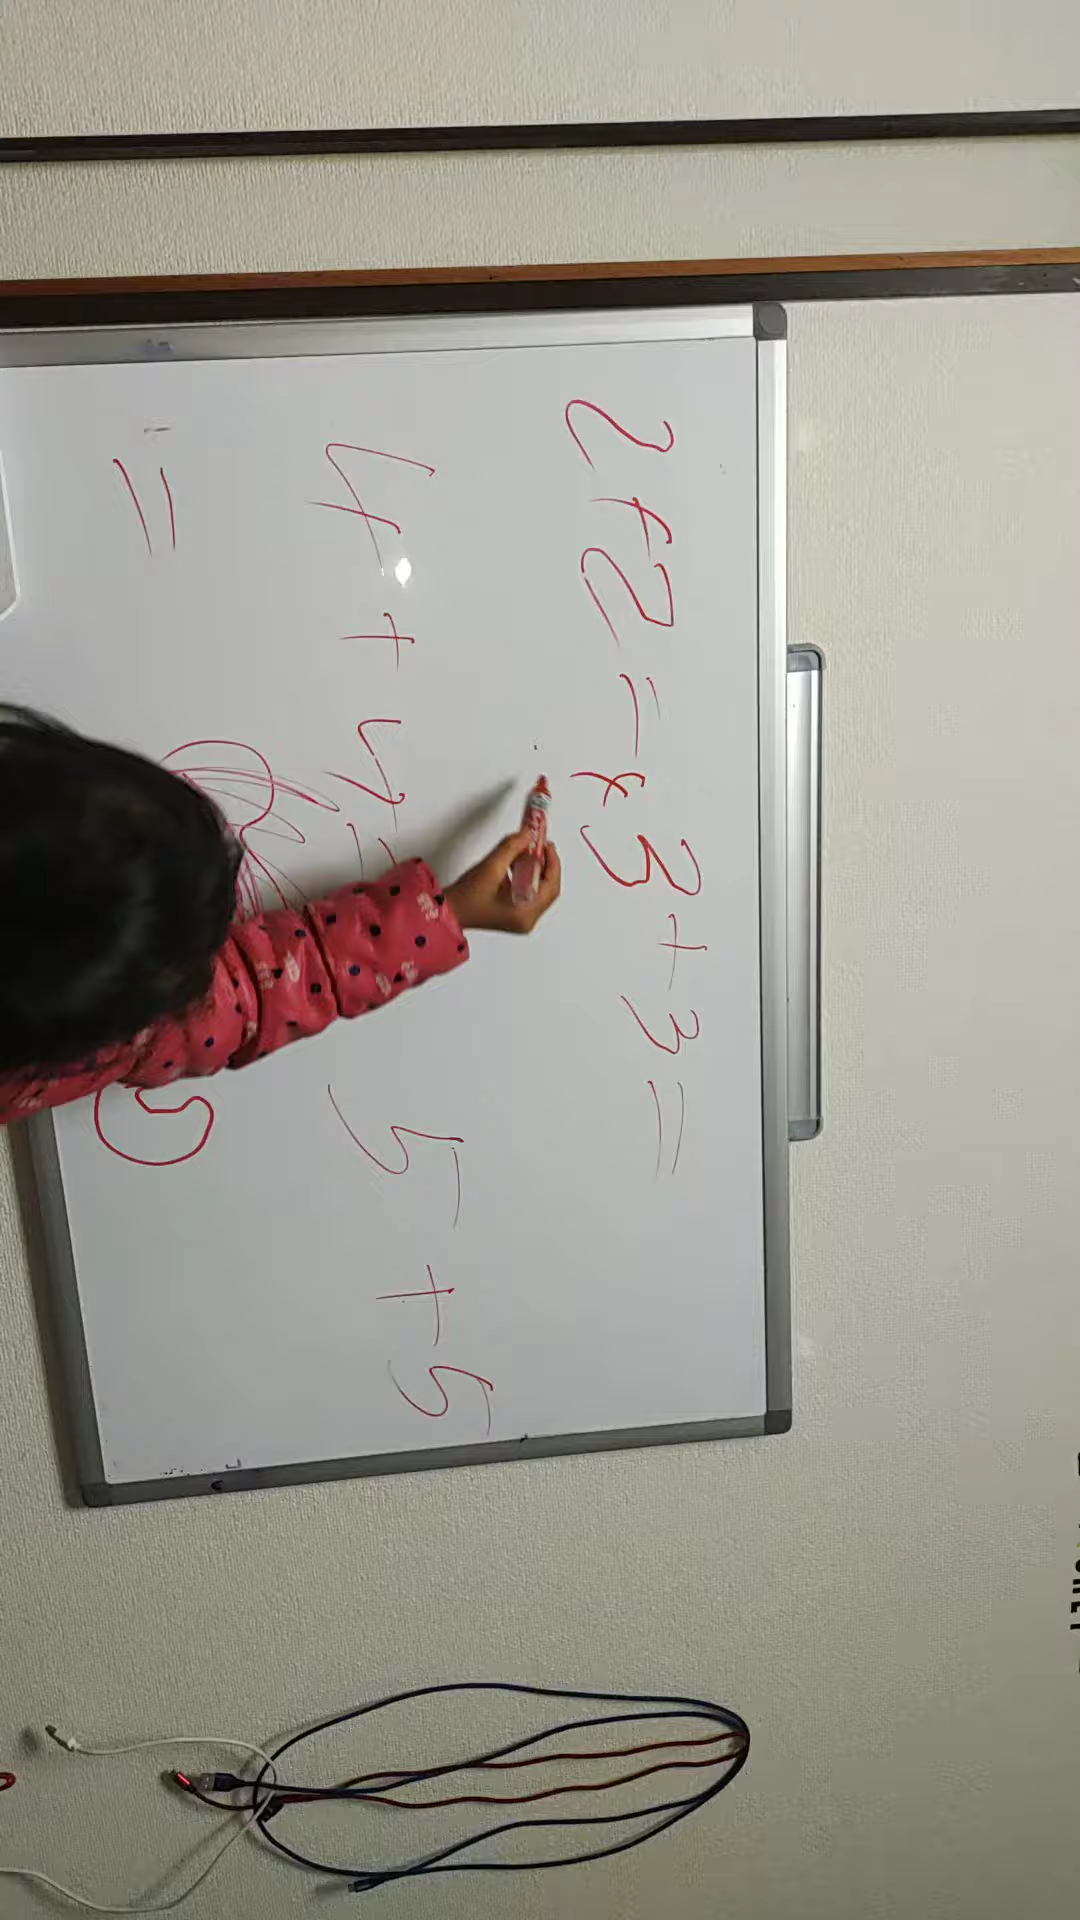 2+2=4 3+3=
4+4= 5+5
=